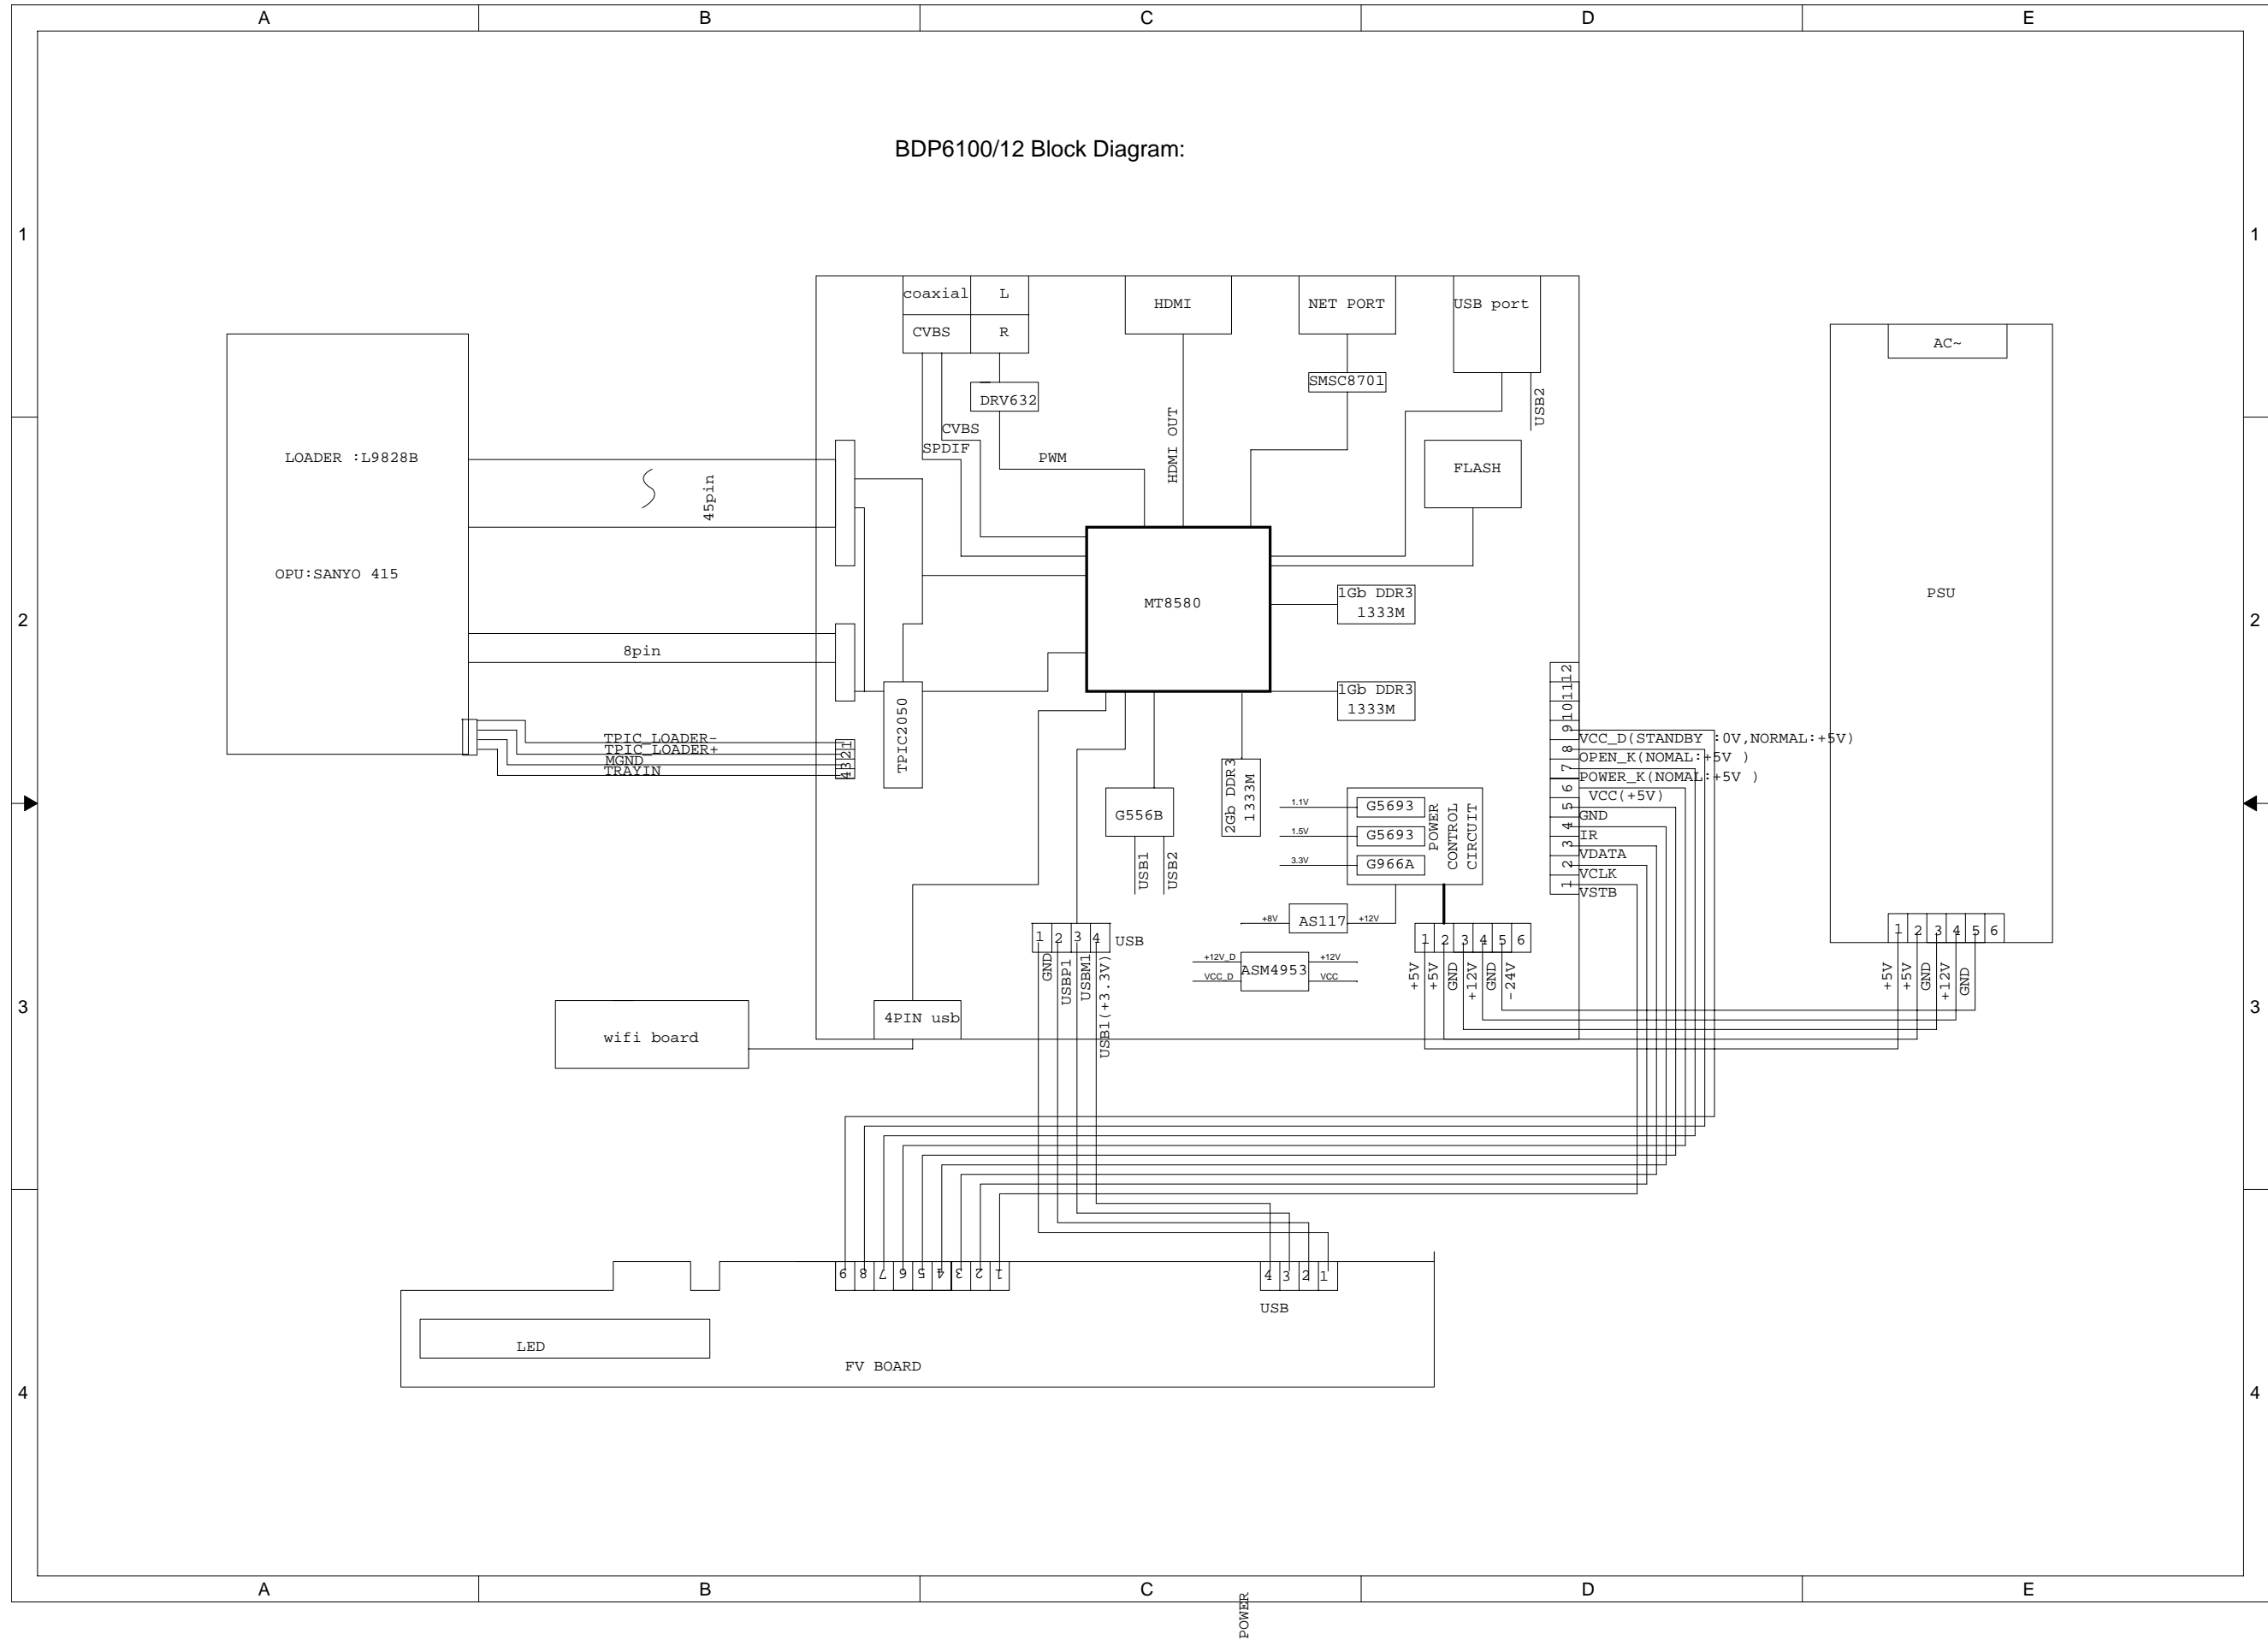 A B C D E
BDP6100/12 Block Diagram:
1 1
coaxial L
CVBS R
HDMI
NET PORT
USB port
AC~
DRV632
SMSC8701
USB2
CVBS
SPDIF
PWM
HDMI OUT
FLASH
LOADER :L9828B
45pin
OPU:SANYO 415
MT8580
1Gb DDR3
1333M
PSU
2 2
8pin
1Gb DDR3
1333M
TPIC2050
TPIC_LOADER-
TPIC_LOADER+
MGND
TRAYIN
1
2
3
4
12
11
10
9
8
7
6
5
4
3
2
1
VCC_D(STANDBY :0V,NORMAL:+5V)
OPEN_K(NOMAL:+5V )
POWER_K(NOMAL:+5V )
VCC(+5V)
GND
IR
VDATA
VCLK
VSTB
2Gb DDR3
1333M
G556B
USB1
USB2
1.1V G5693
1.5V G5693
3.3V G966A
POWER
CONTROL
CIRCUIT
+8V AS117 +12V
+12V_D ASM4953 +12V
VCC_D VCC
1 2 3 4 USB
GND
USBP1
USBM1
USB1(+3.3V)
1 2 3 4 5 6
+5V
+5V
GND
+12V
GND
-24V
1 2 3 4 5 6
+5V
+5V
GND
+12V
GND
3 3
4PIN usb
wifi board
9 8 7 6 5 4 3 2 1
4 3 2 1
USB
LED
FV BOARD
4 4
A B C D E
POWER